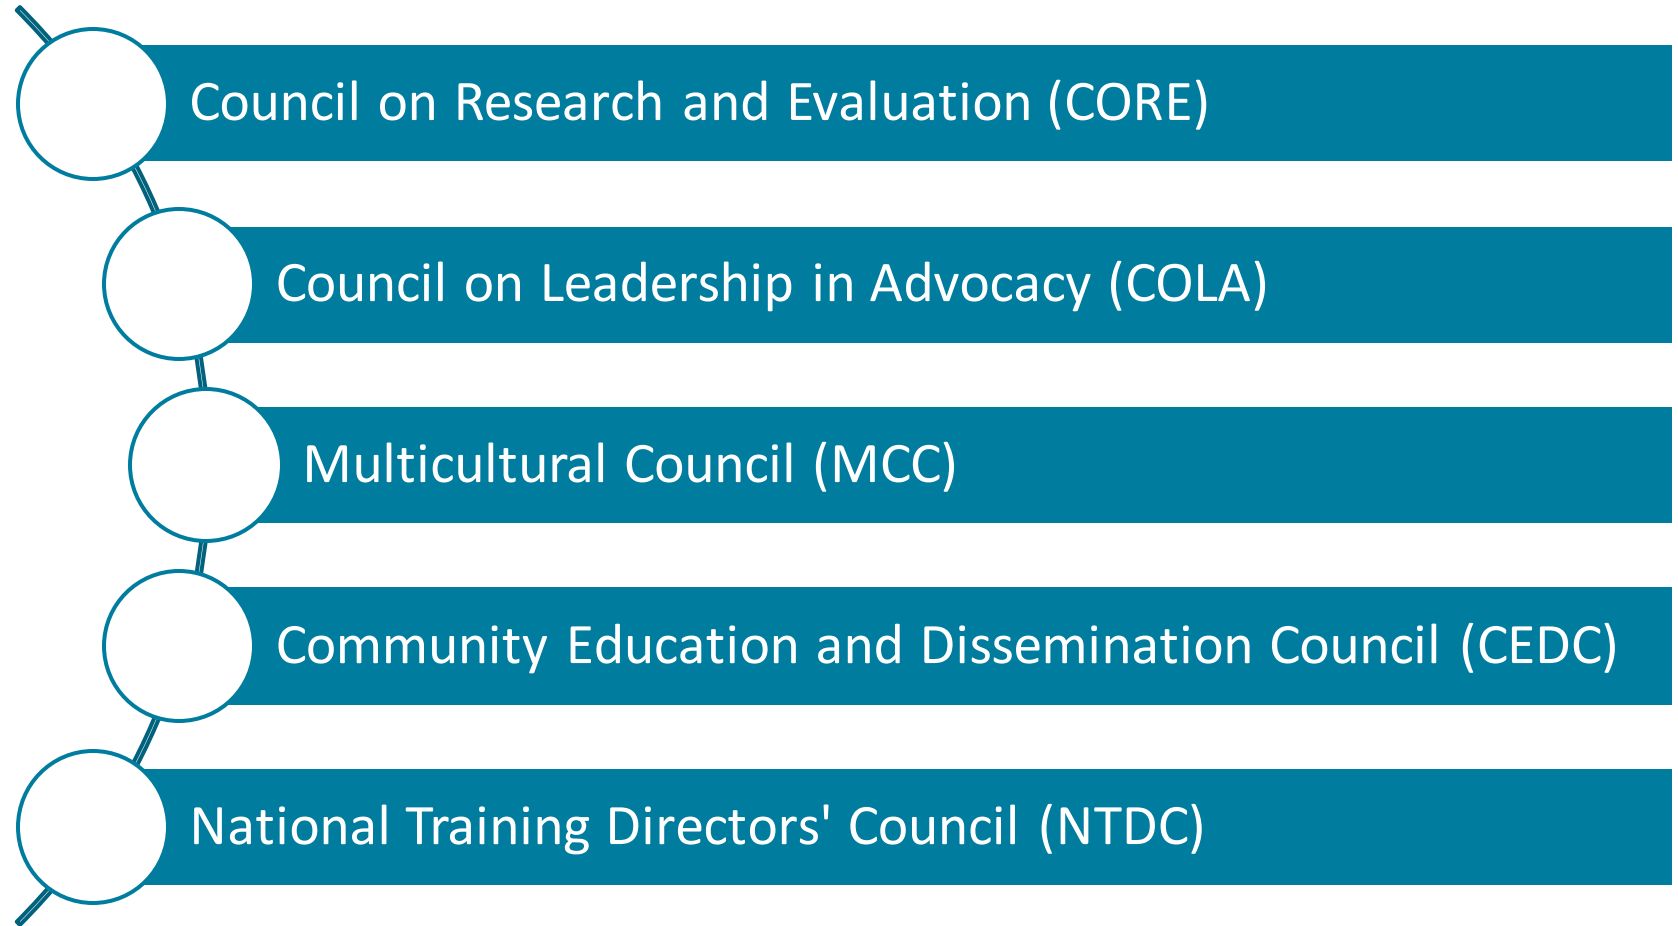 Council on Research and Evaluation (CORE)
Council on Leadership in Advocacy (COLA)
Multicultural Council (MCC)
Community Education and Dissemination Council (CEDC)
National Training Directors' Council (NTDC)